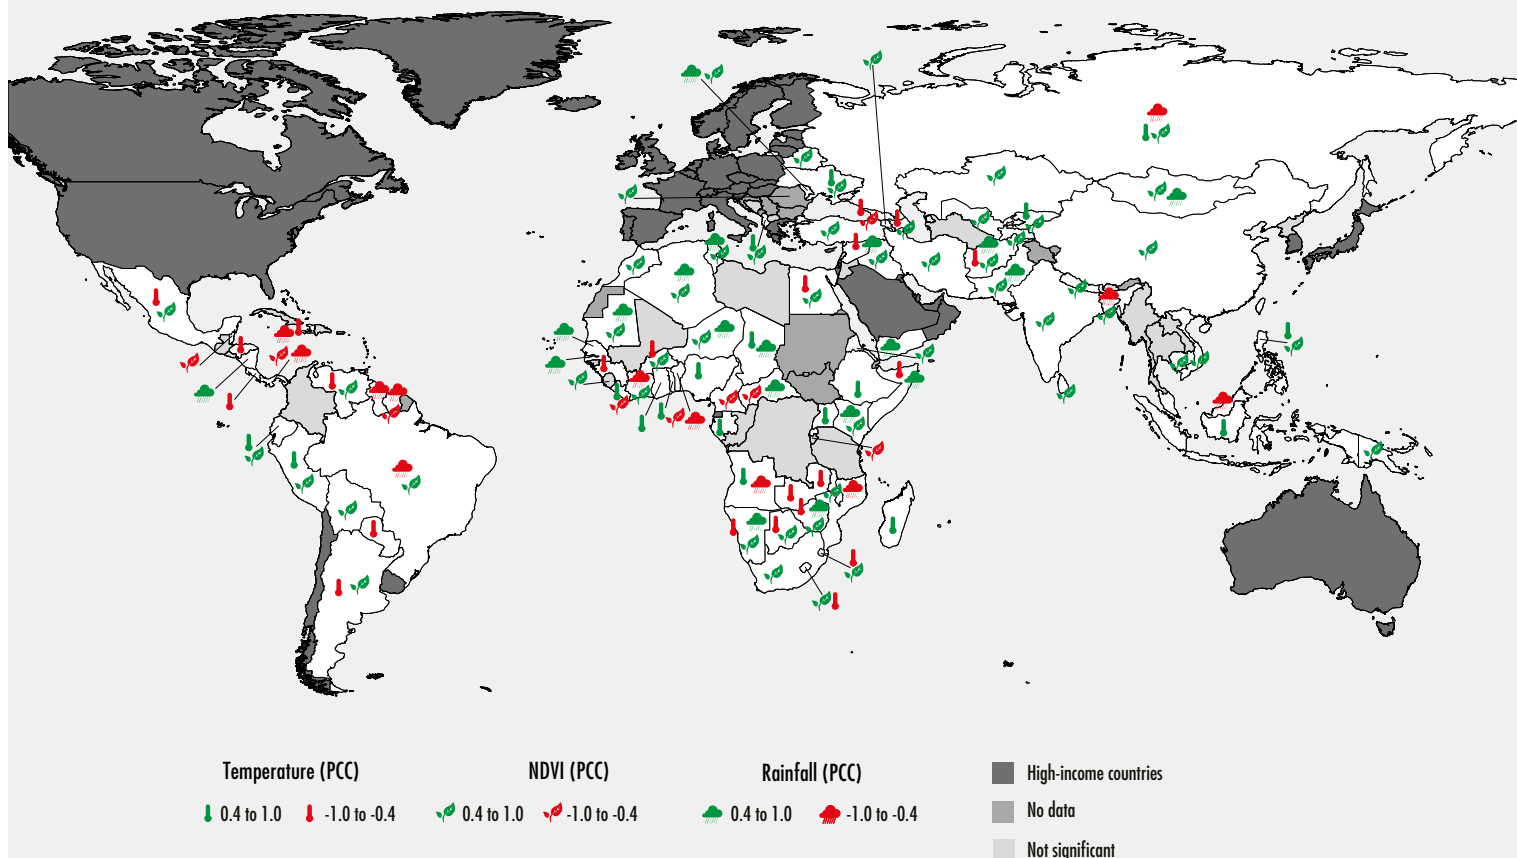 Temperature (PCC) NDVI (PCC) Rainfall (PCC)
0.4 to 1.0 -1.0 to -0.4 0.4 to 1.0 -1.0 to -0.4 0.4 to 1.0 -1.0 to -0.4
High-income countries
No data
Not significant